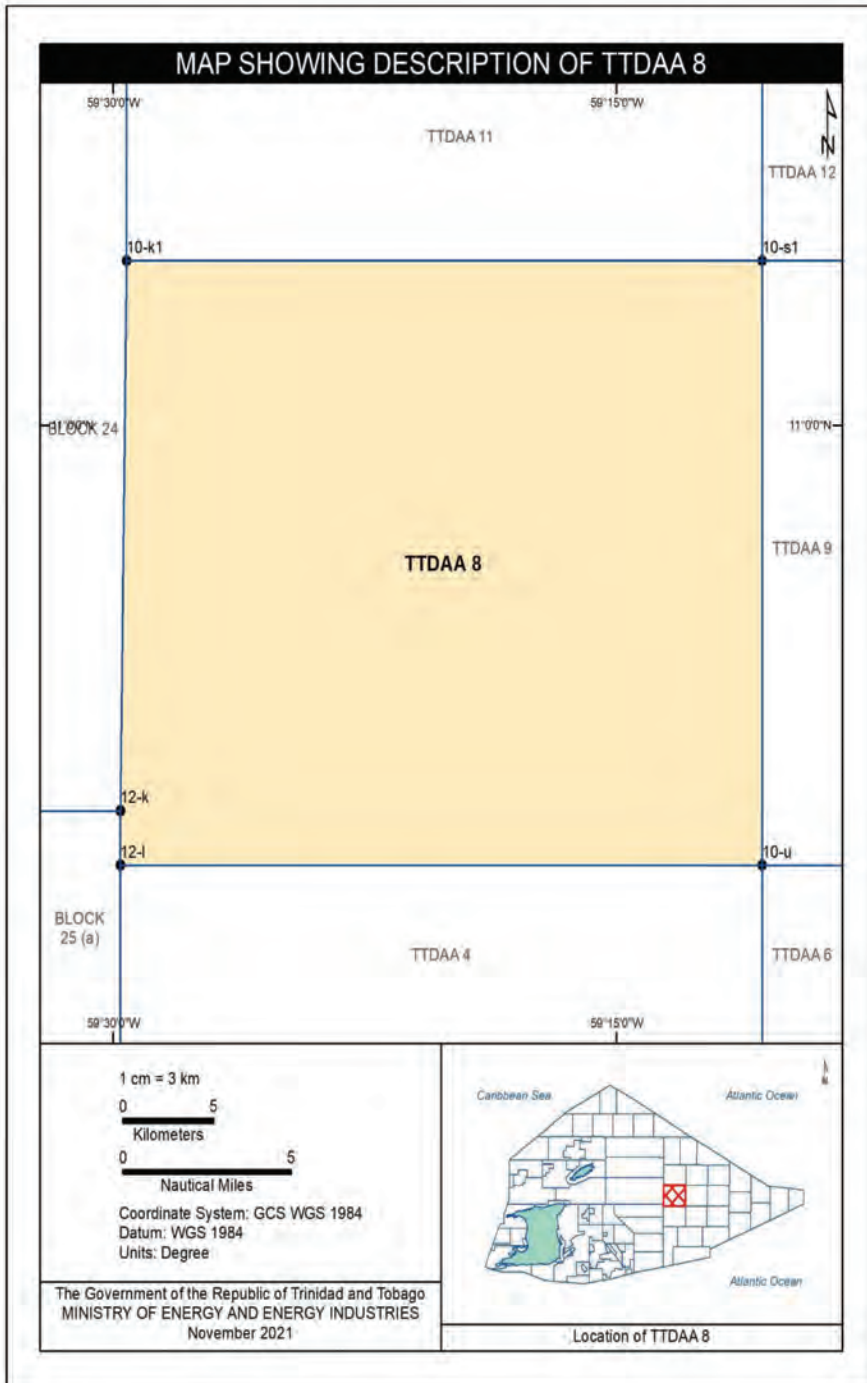 MAP SHOWING DESCRIPTION OF TTDAA 8
59°30'0"W
59°15'0"W
TTDAA 11
TTDAA 12
N
10-k1
10-s1
BLOCK 24
11°0'0"N
11°0'0"N
TTDAA 8
TTDAA 9
12-k
12-l
10-u
BLOCK
25 (a)
TTDAA 4
TTDAA 6
59°30'0"W
59°15'0"W
1 cm = 3 km
0 5
Kilometers
0 5
Nautical Miles
Coordinate System: GCS WGS 1984
Datum: WGS 1984
Units: Degree
The Government of the Republic of Trinidad and Tobago
MINISTRY OF ENERGY AND ENERGY INDUSTRIES
November 2021
Caribbean Sea
Atlantic Ocean
Atlantic Ocean
Location of TTDAA 8